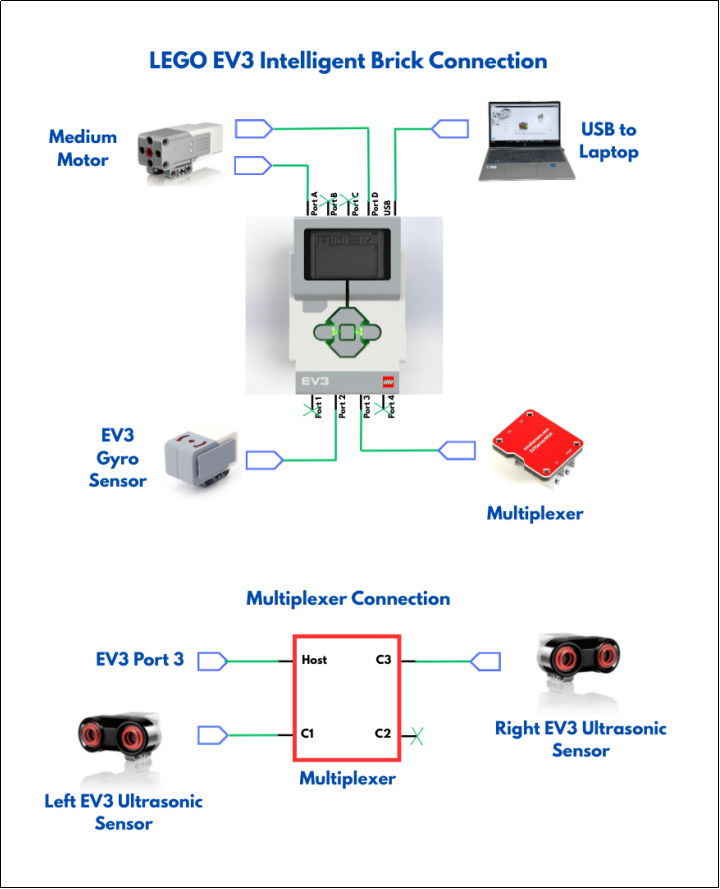 LEGO EV3 Intelligent Brick Connection
Medium
Motor
USB to
Laptop
Port A
Port B
Port C
Port D
USB
EV3
LEGO
Port 1
Port 2
Port 3
Port 4
EV3
Gyro
Sensor
Multiplexer
Multiplexer Connection
EV3 Port 3
Host
C3
C1
C2
Multiplexer
Right EV3 Ultrasonic
Sensor
Left EV3 Ultrasonic
Sensor